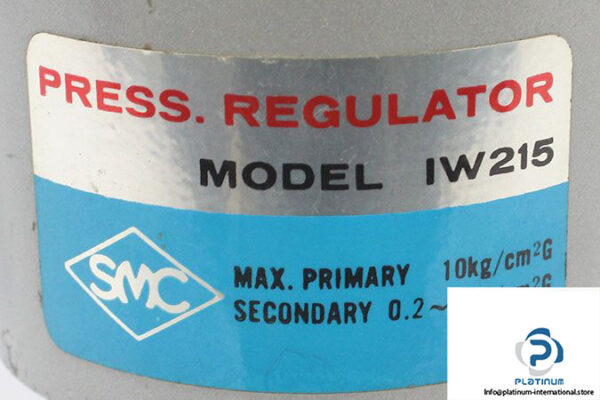 PRESS. REGULATOR
MODEL IW215
SMC
MAX. PRIMARY 10kg/cm²G
SECONDARY 0.2~
PLATINUM
Info@platinum-international.store